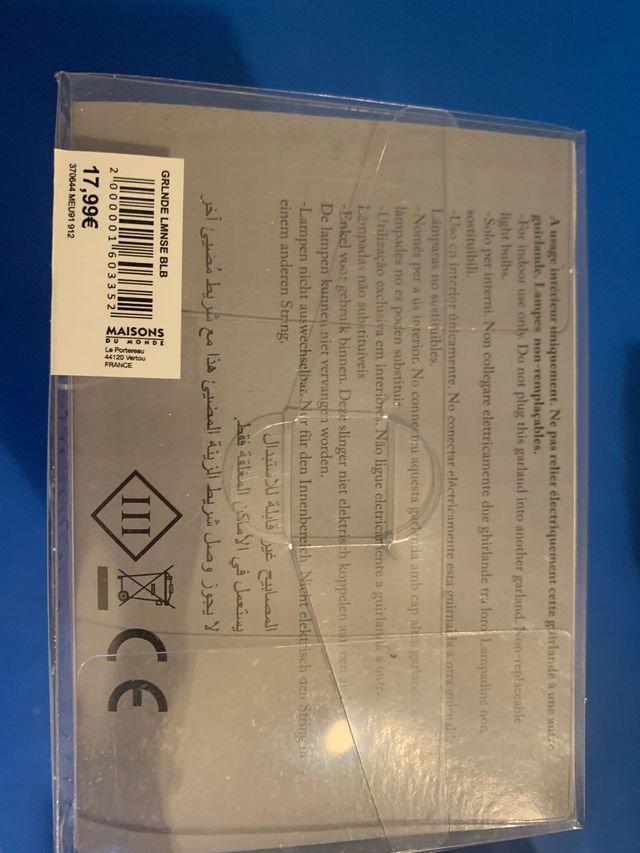 A usage intérieur uniquement. Ne pas relier électriquement cette guirlande à une autre
guirlande. Lampes non-remplaçables.
-For indoor use only. Do not plug this garland into another garland. Non-replaceable
light bulbs.
-Solo per interni. Non collegare elettricamente due ghirlande tra loro. Lampadine non
sostituibili.
-Uso en interior únicamente. No conectar eléctricamente esta guirnalda a otra guirnalda
Lámparas no sustituibles.
-Només per a ús interior. No connecteu aquesta garlanda amb cap altra garlanda.
làmpades no es poden substituir
-Utilização exclusiva em interiores. Não ligue eletricamente a guirlanda a outra
Lâmpadas não substituíveis
-Enkel voor gebruik binnen. Deze slinger niet elektrisch koppelen aan een
De lampen kunnen niet vervangen worden.
-Lampen nicht auswechselbar. Nur für den Innenbereich Nicht elektrisch den String in
einem anderen String.
المصابيح غير قابلة للاستبدال
يستعمل في الأماكن المغلقة فقط.
لا يجوز وصل شريط الزينة المضيئ هذا مع شريط مُضيئ آخر
GRLNDE LMNSE BLB
2 000001 603352
17,99€
370644 MEU91 912
MAISONS
DU MONDE
Le Portereau
44120 Vertou
FRANCE
III
CE